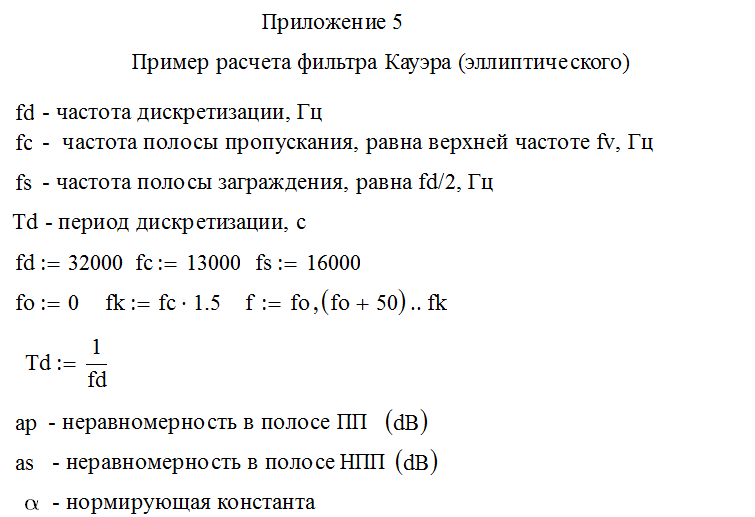 Приложение 5
Пример расчета фильтра Кауэра (эллиптического)
fd - частота дискретизации, Гц
fc - частота полосы пропускания, равна верхней частоте fv, Гц
fs - частота полосы заграждения, равна fd/2, Гц
Td - период дискретизации, с
fd := 32000 fc := 13000 fs := 16000
fo := 0 fk := fc · 1.5 f := fo , (fo + 50) .. fk
Td := 1/fd
ap - неравномерность в полосе ПП (dB)
as - неравномерность в полосе НПП (dB)
α - нормирующая константа